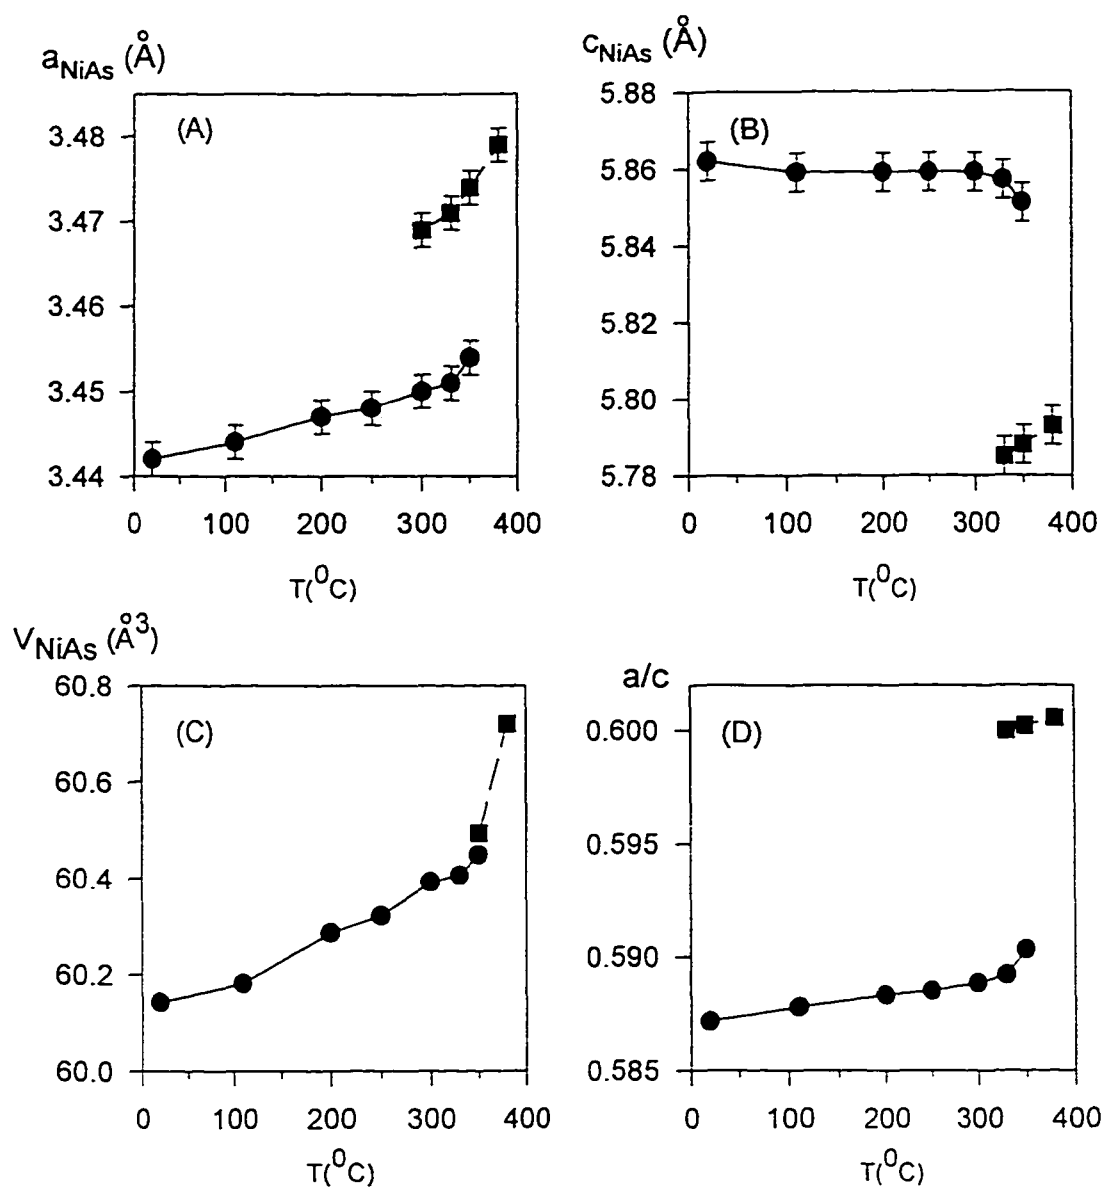 a_NiAs (Å)
(A)
3.48
3.47
3.46
3.45
3.44
0 100 200 300 400
T(⁰C)
c_NiAs (Å)
(B)
5.88
5.86
5.84
5.82
5.80
5.78
0 100 200 300 400
T(⁰C)
V_NiAs (Å³)
(C)
60.8
60.6
60.4
60.2
60.0
0 100 200 300 400
T(⁰C)
a/c
(D)
0.600
0.595
0.590
0.585
0 100 200 300 400
T(⁰C)